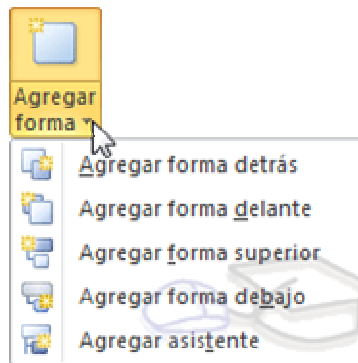 Agregar
forma
Agregar forma detrás
Agregar forma delante
Agregar forma superior
Agregar forma debajo
Agregar asistente